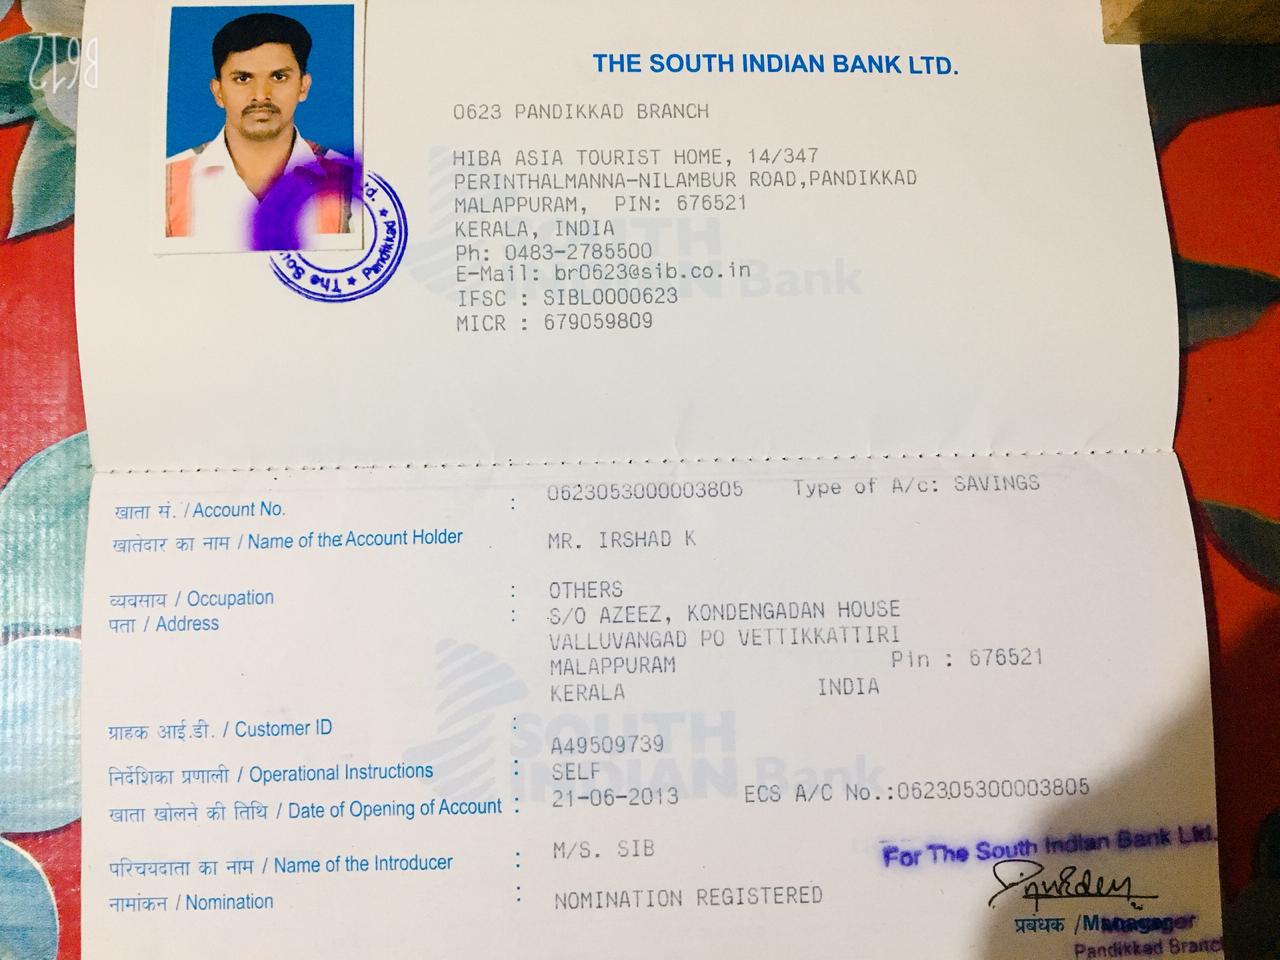 B612
THE SOUTH INDIAN BANK LTD.
0623 PANDIKKAD BRANCH
HIBA ASIA TOURIST HOME, 14/347
PERINTHALMANNA-NILAMBUR ROAD,PANDIKKAD
MALAPPURAM, PIN: 676521
KERALA, INDIA
Ph: 0483-2785500
E-Mail: br0623@sib.co.in
IFSC : SIBL0000623
MICR : 679059809
The Sou
Ltd.
Pandikkad
SOUTH
INDIAN Bank
खाता सं. / Account No. : 0623053000003805 Type of A/c: SAVINGS
खातेदार का नाम / Name of the Account Holder MR. IRSHAD K
व्यवसाय / Occupation : OTHERS
पता / Address : S/O AZEEZ, KONDENGADAN HOUSE
VALLUVANGAD PO VETTIKKATTIRI
MALAPPURAM Pin : 676521
KERALA INDIA
SOUTH
INDIAN Bank
ग्राहक आई.डी. / Customer ID : A49509739
निर्देशिका प्रणाली / Operational Instructions : SELF
खाता खोलने की तिथि / Date of Opening of Account : 21-06-2013 ECS A/C No.:0623053000003805
परिचयदाता का नाम / Name of the Introducer : M/S. SIB
नामांकन / Nomination : NOMINATION REGISTERED
For The South Indian Bank Ltd.
प्रबंधक / Manager
Pandikkad Branch